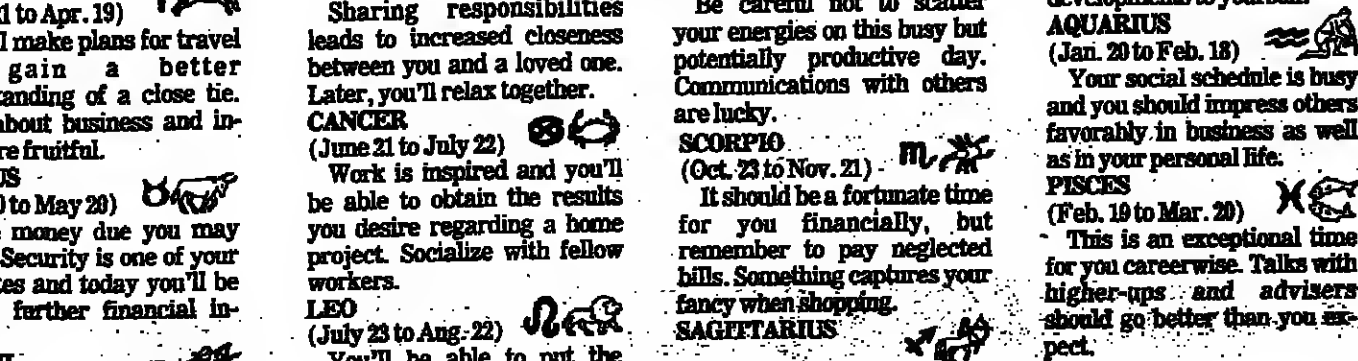 1 to Apr. 19)
I make plans for travel
gain a better
tanding of a close tie.
about business and in-
re fruitful.
US
0 to May 20)
money due you may
Security is one of your
tes and today you'll be
further financial in-
Sharing responsibilities
leads to increased closeness
between you and a loved one.
Later, you'll relax together.
CANCER
(June 21 to July 22)
Work is inspired and you'll
be able to obtain the results
you desire regarding a home
project. Socialize with fellow
workers.
LEO
(July 23 to Aug. 22)
You'll be able to put the
Be careful not to scatter
your energies on this busy but
potentially productive day.
Communications with others
are lucky.
SCORPIO
(Oct. 23 to Nov. 21)
It should be a fortunate time
for you financially, but
remember to pay neglected
bills. Something captures your
fancy when shopping.
SAGITTARIUS
AQUARIUS
(Jan. 20 to Feb. 18)
Your social schedule is busy
and you should impress others
favorably in business as well
as in your personal life.
PISCES
(Feb. 19 to Mar. 20)
This is an exceptional time
for you careerwise. Talks with
higher-ups and advisers
should go better than you ex-
pect.